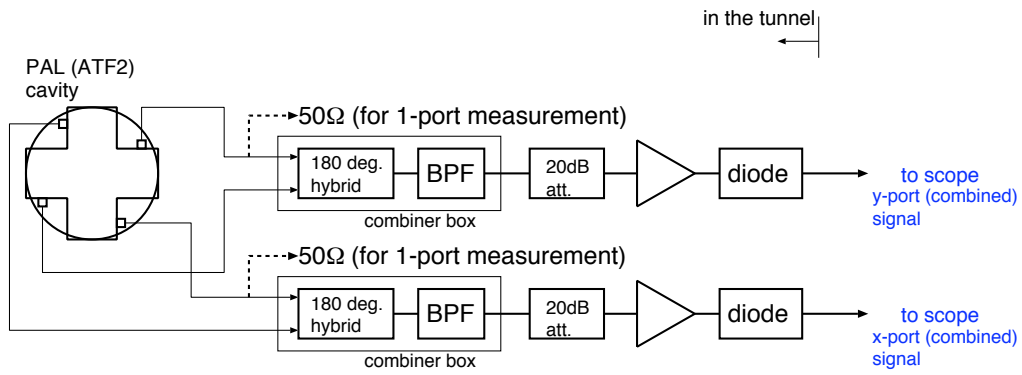 in the tunnel
PAL (ATF2)
cavity
50Ω (for 1-port measurement)
180 deg.
hybrid
BPF
20dB
att.
diode
combiner box
to scope
y-port (combined)
signal
50Ω (for 1-port measurement)
180 deg.
hybrid
BPF
20dB
att.
diode
combiner box
to scope
x-port (combined)
signal